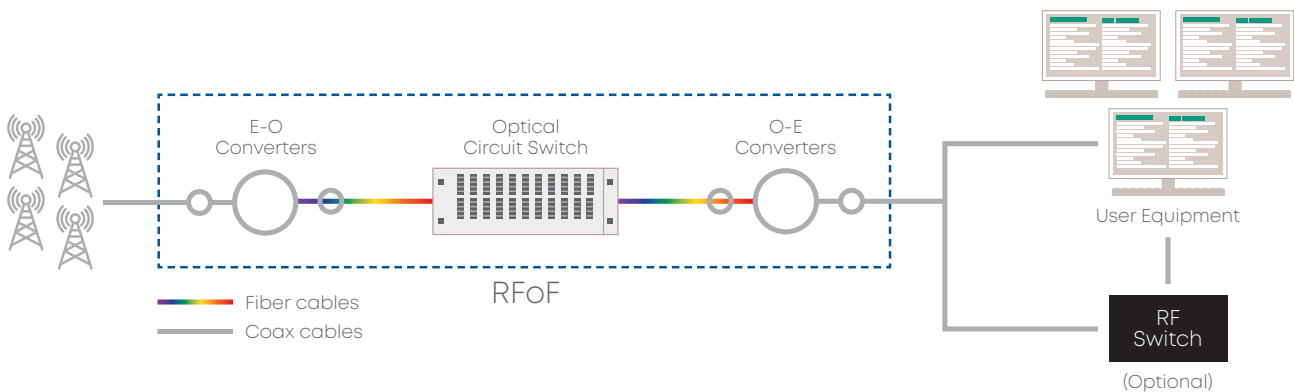 E-O
Converters
Optical
Circuit Switch
O-E
Converters
User Equipment
RFoF
Fiber cables
Coax cables
RF
Switch
(Optional)